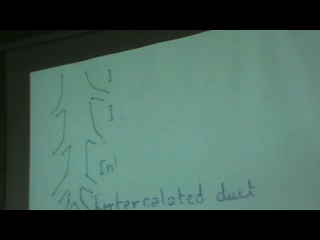 ]
]
[n]
Intercalated duct